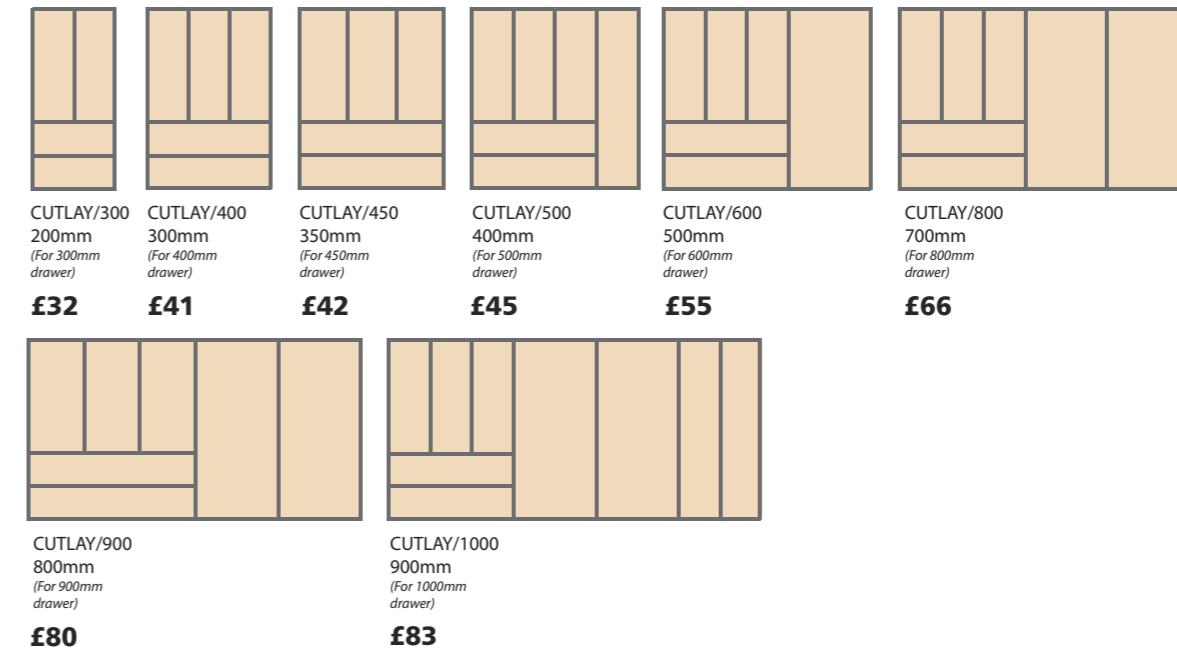 CUTLAY/300
200mm
(For 300mm
drawer)
£32
CUTLAY/400
300mm
(For 400mm
drawer)
£41
CUTLAY/450
350mm
(For 450mm
drawer)
£42
CUTLAY/500
400mm
(For 500mm
drawer)
£45
CUTLAY/600
500mm
(For 600mm
drawer)
£55
CUTLAY/800
700mm
(For 800mm
drawer)
£66
CUTLAY/900
800mm
(For 900mm
drawer)
£80
CUTLAY/1000
900mm
(For 1000mm
drawer)
£83